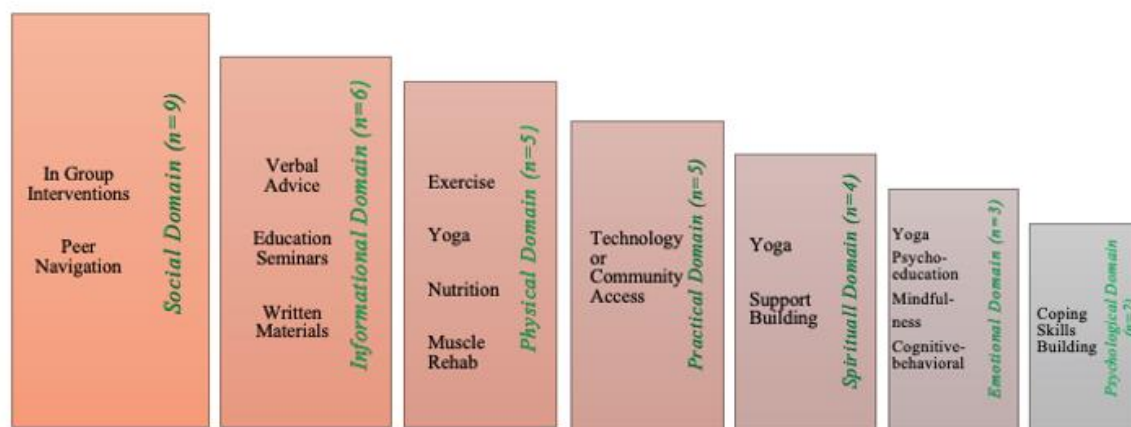 In Group
Interventions
Peer
Navigation
Social Domain (n=9)
Verbal
Advice
Education
Seminars
Written
Materials
Informational Domain (n=6)
Exercise
Yoga
Nutrition
Muscle
Rehab
Physical Domain (n=5)
Technology
or
Community
Access
Practical Domain (n=5)
Yoga
Support
Building
Spirituall Domain (n=4)
Yoga
Psycho-
education
Mindful-
ness
Cognitive-
behavioral
Emotional Domain (n=3)
Coping
Skills
Building
Psychological Domain
(n=2)